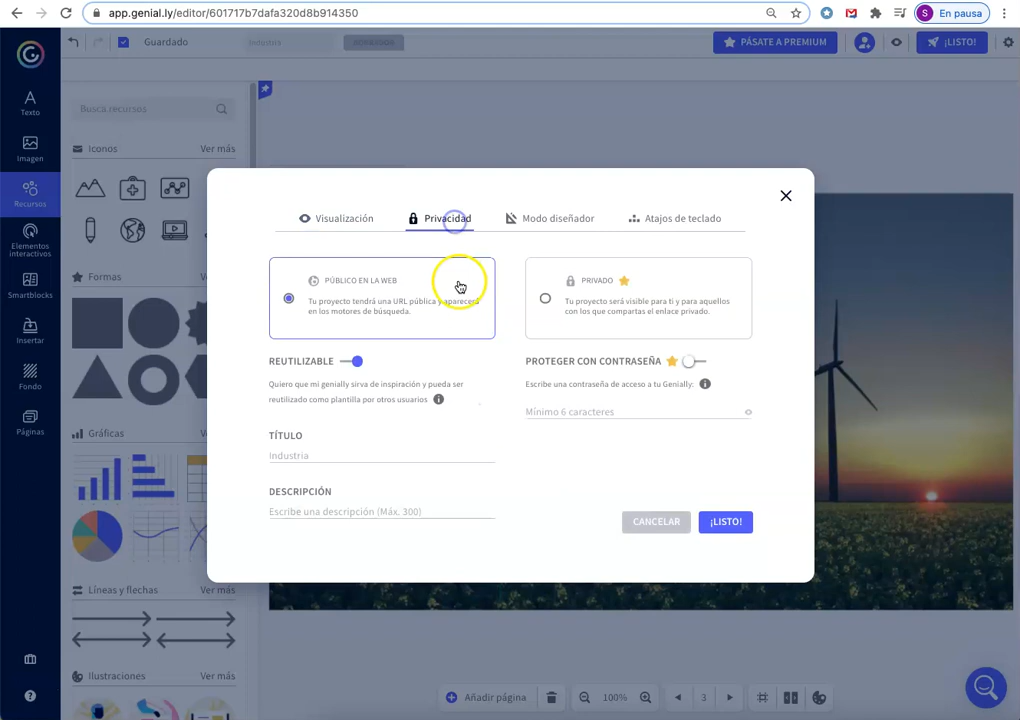 app.genial.ly/editor/601717b7dafa320d8b914350
S En pausa
Guardado
Industria
PÁSATE A PREMIUM
¡LISTO!
Texto
Imagen
Recursos
Elementos
interactivos
Smartblocks
Insertar
Fondo
Páginas
Busca recursos
Iconos
Ver más
Formas
Gráficas
Líneas y flechas
Ver más
Ilustraciones
Ver más
Visualización
Privacidad
Modo diseñador
Atajos de teclado
PÚBLICO EN LA WEB
Tu proyecto tendrá una URL pública y aparecerá
en los motores de búsqueda.
PRIVADO
Tu proyecto será visible para ti y para aquellos
con los que compartas el enlace privado.
REUTILIZABLE
Quiero que mi genially sirva de inspiración y pueda ser
reutilizado como plantilla por otros usuarios
PROTEGER CON CONTRASEÑA
Escribe una contraseña de acceso a tu Genially:
Mínimo 6 caracteres
TÍTULO
Industria
DESCRIPCIÓN
Escribe una descripción (Máx. 300)
CANCELAR
¡LISTO!
Añadir página
100%
3